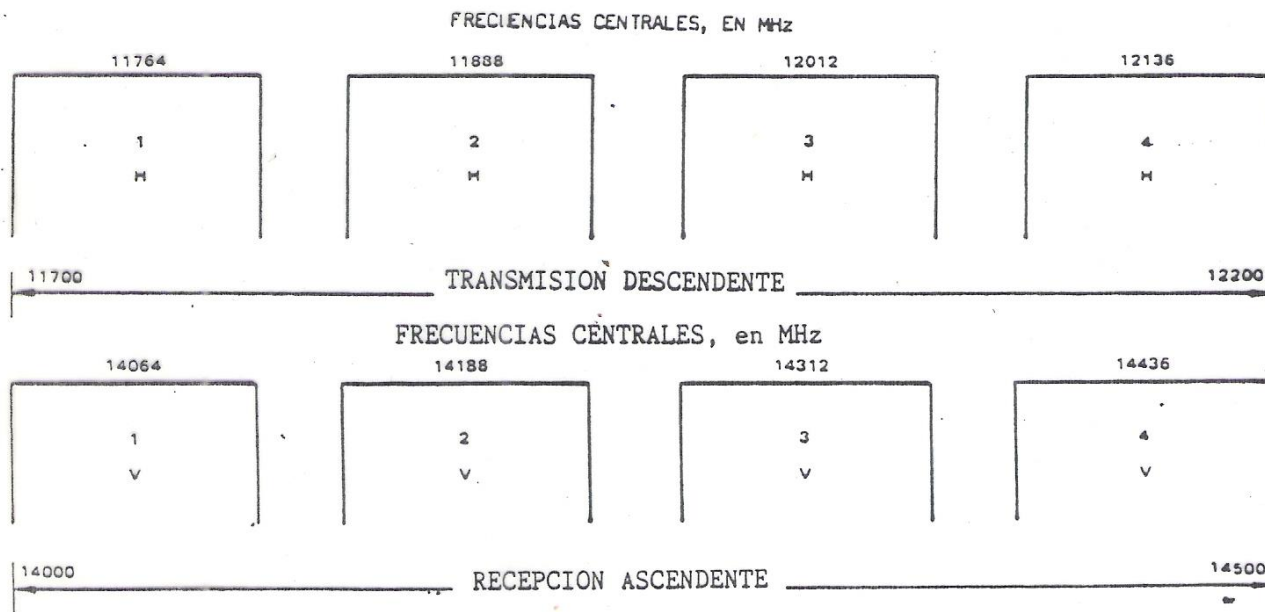 FRECUENCIAS CENTRALES, EN MHz
11764 11888 12012 12136
1 2 3 4
H H H H
11700 TRANSMISION DESCENDENTE 12200
FRECUENCIAS CENTRALES, en MHz
14064 14188 14312 14436
1 2 3 4
V V V V
14000 RECEPCION ASCENDENTE 14500